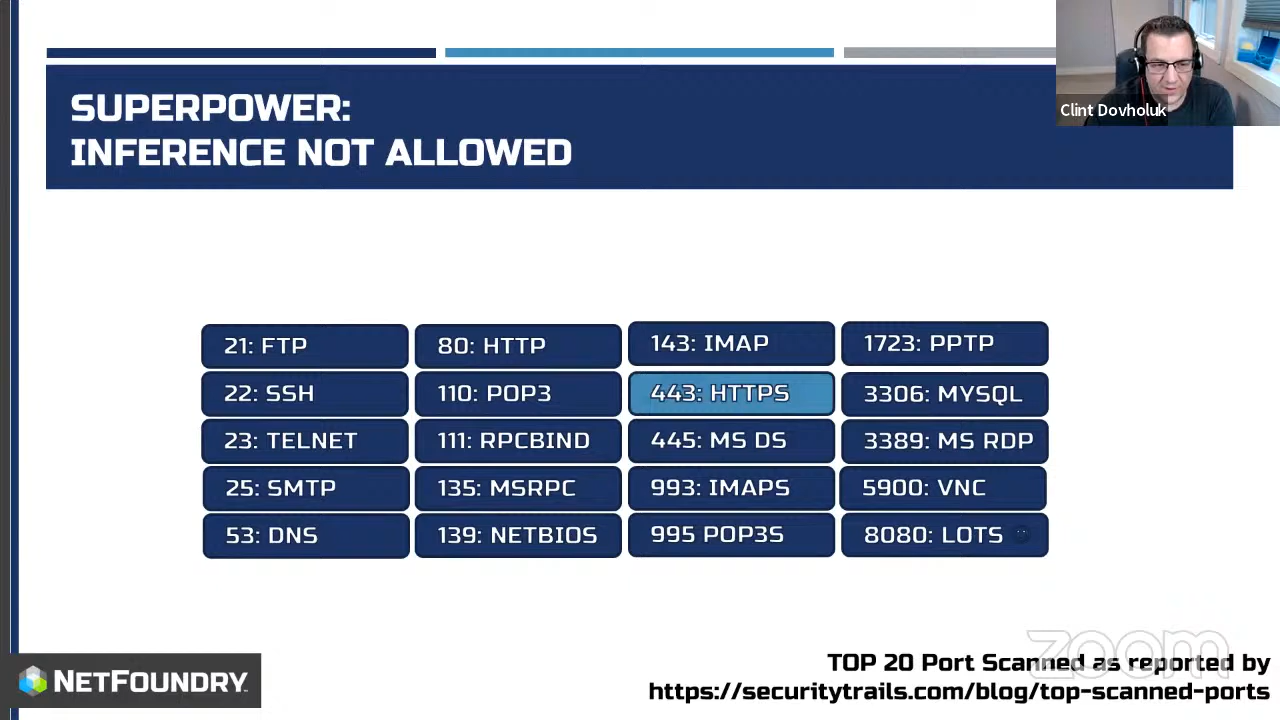 SUPERPOWER:
INFERENCE NOT ALLOWED
Clint Dovholuk
21: FTP
80: HTTP
143: IMAP
1723: PPTP
22: SSH
110: POP3
443: HTTPS
3306: MYSQL
23: TELNET
111: RPCBIND
445: MS DS
3389: MS RDP
25: SMTP
135: MSRPC
993: IMAPS
5900: VNC
53: DNS
139: NETBIOS
995 POP3S
8080: LOTS
zoom
TOP 20 Port Scanned as reported by
https://securitytrails.com/blog/top-scanned-ports
NETFOUNDRY